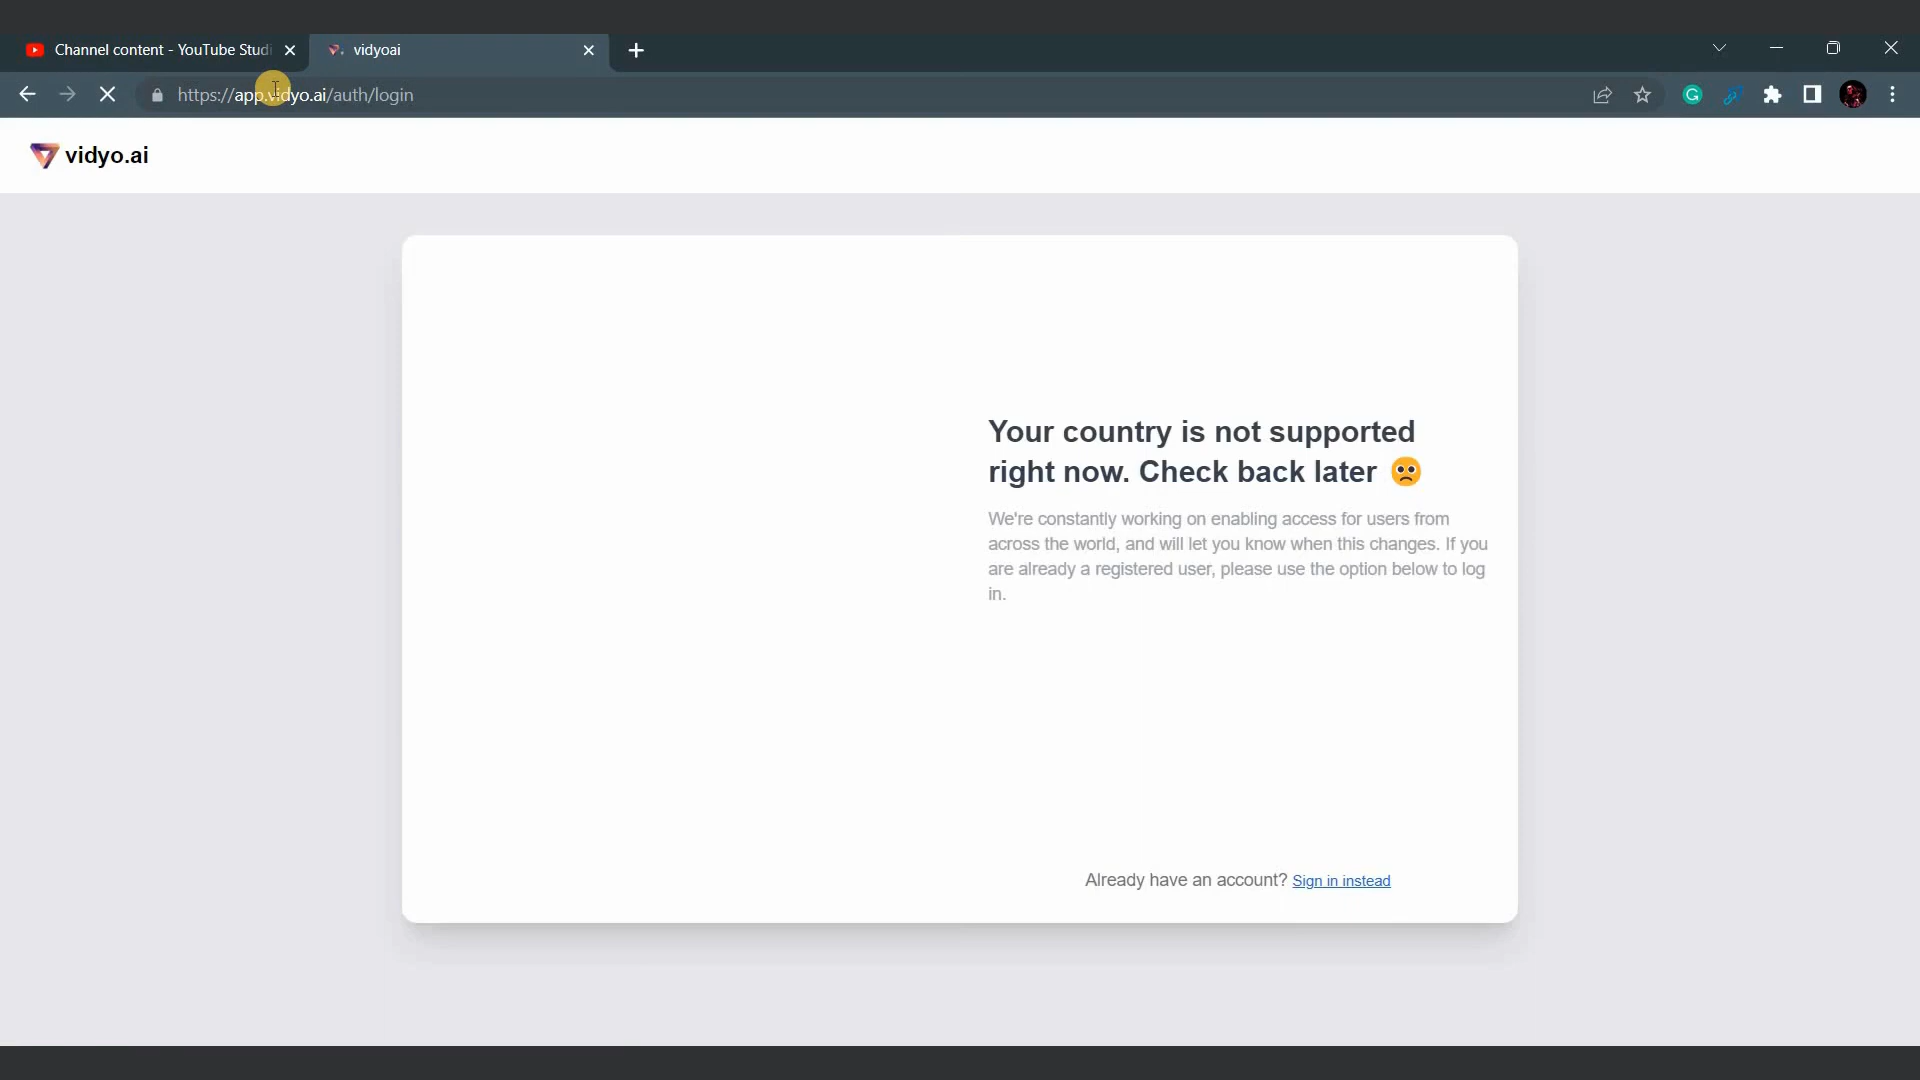 Channel content - YouTube Studi
vidyoai
https://app.vidyo.ai/auth/login
vidyo.ai
Your country is not supported
right now. Check back later
We're constantly working on enabling access for users from
across the world, and will let you know when this changes. If you
are already a registered user, please use the option below to log
in.
Already have an account? Sign in instead